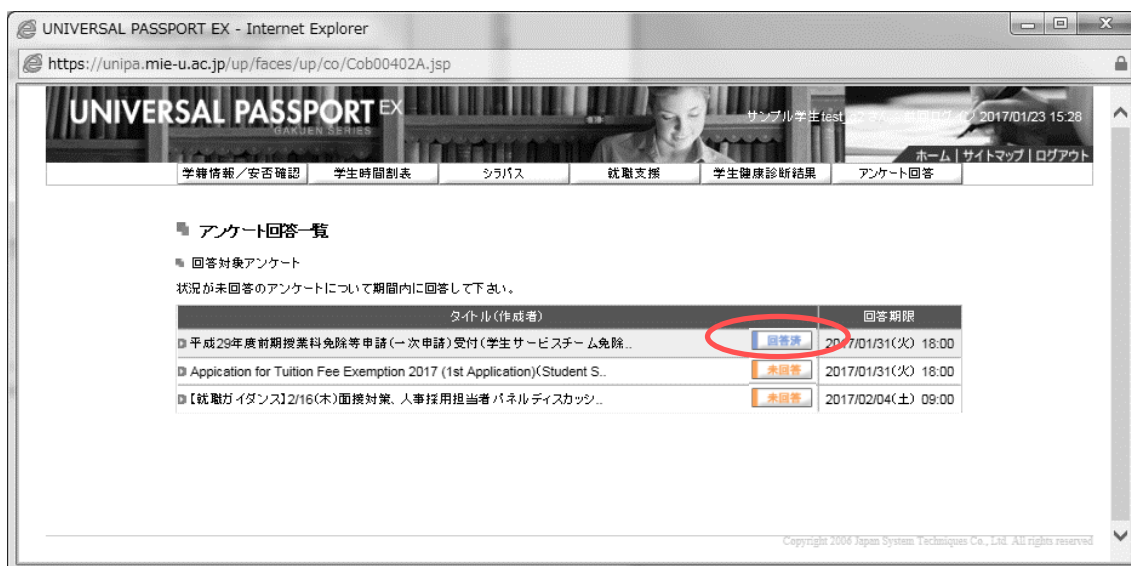 UNIVERSAL PASSPORT EX - Internet Explorer
https://unipa.mie-u.ac.jp/up/faces/up/co/Cob00402A.jsp
UNIVERSAL PASSPORT EX
GAKUEN SERIES
サンプル学生test 2017/01/23 15:28
ホーム | サイトマップ | ログアウト
学籍情報/安否確認 学生時間割表 シラバス 就職支援 学生健康診断結果 アンケート回答
アンケート回答一覧
回答対象アンケート
状況が未回答のアンケートについて期間内に回答して下さい。
タイトル(作成者) 回答期限
平成29年度前期授業料免除等申請(一次申請)受付(学生サービスチーム免除.. 回答済 2017/01/31(火) 18:00
Appication for Tuition Fee Exemption 2017 (1st Application)(Student S.. 未回答 2017/01/31(火) 18:00
【就職ガイダンス】2/16(木)面接対策、人事採用担当者パネルディスカッシ.. 未回答 2017/02/04(土) 09:00
Copyright 2006 Japan System Techniques Co., Ltd. All rights reserved